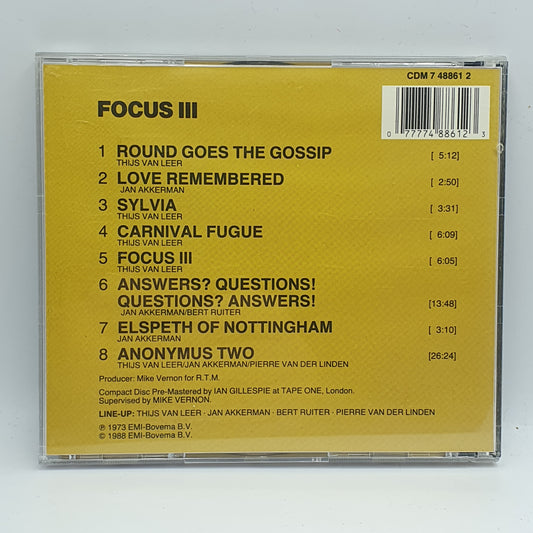 CDM 7 48861 2
0 77774 88612 3
FOCUS III
1 ROUND GOES THE GOSSIP [ 5:12]
THIJS VAN LEER
2 LOVE REMEMBERED [ 2:50]
JAN AKKERMAN
3 SYLVIA [ 3:31]
THIJS VAN LEER
4 CARNIVAL FUGUE [ 6:09]
THIJS VAN LEER
5 FOCUS III [ 6:05]
THIJS VAN LEER
6 ANSWERS? QUESTIONS!
QUESTIONS? ANSWERS! [13:48]
JAN AKKERMAN/BERT RUITER
7 ELSPETH OF NOTTINGHAM [ 3:10]
JAN AKKERMAN
8 ANONYMUS TWO [26:24]
THIJS VAN LEER/JAN AKKERMAN/PIERRE VAN DER LINDEN
Producer: Mike Vernon for R.T.M.
Compact Disc Pre-Mastered by IAN GILLESPIE at TAPE ONE, London.
Supervised by MIKE VERNON.
LINE-UP: THIJS VAN LEER · JAN AKKERMAN · BERT RUITER · PIERRE VAN DER LINDEN
℗ 1973 EMI-Bovema B.V.
© 1988 EMI-Bovema B.V.